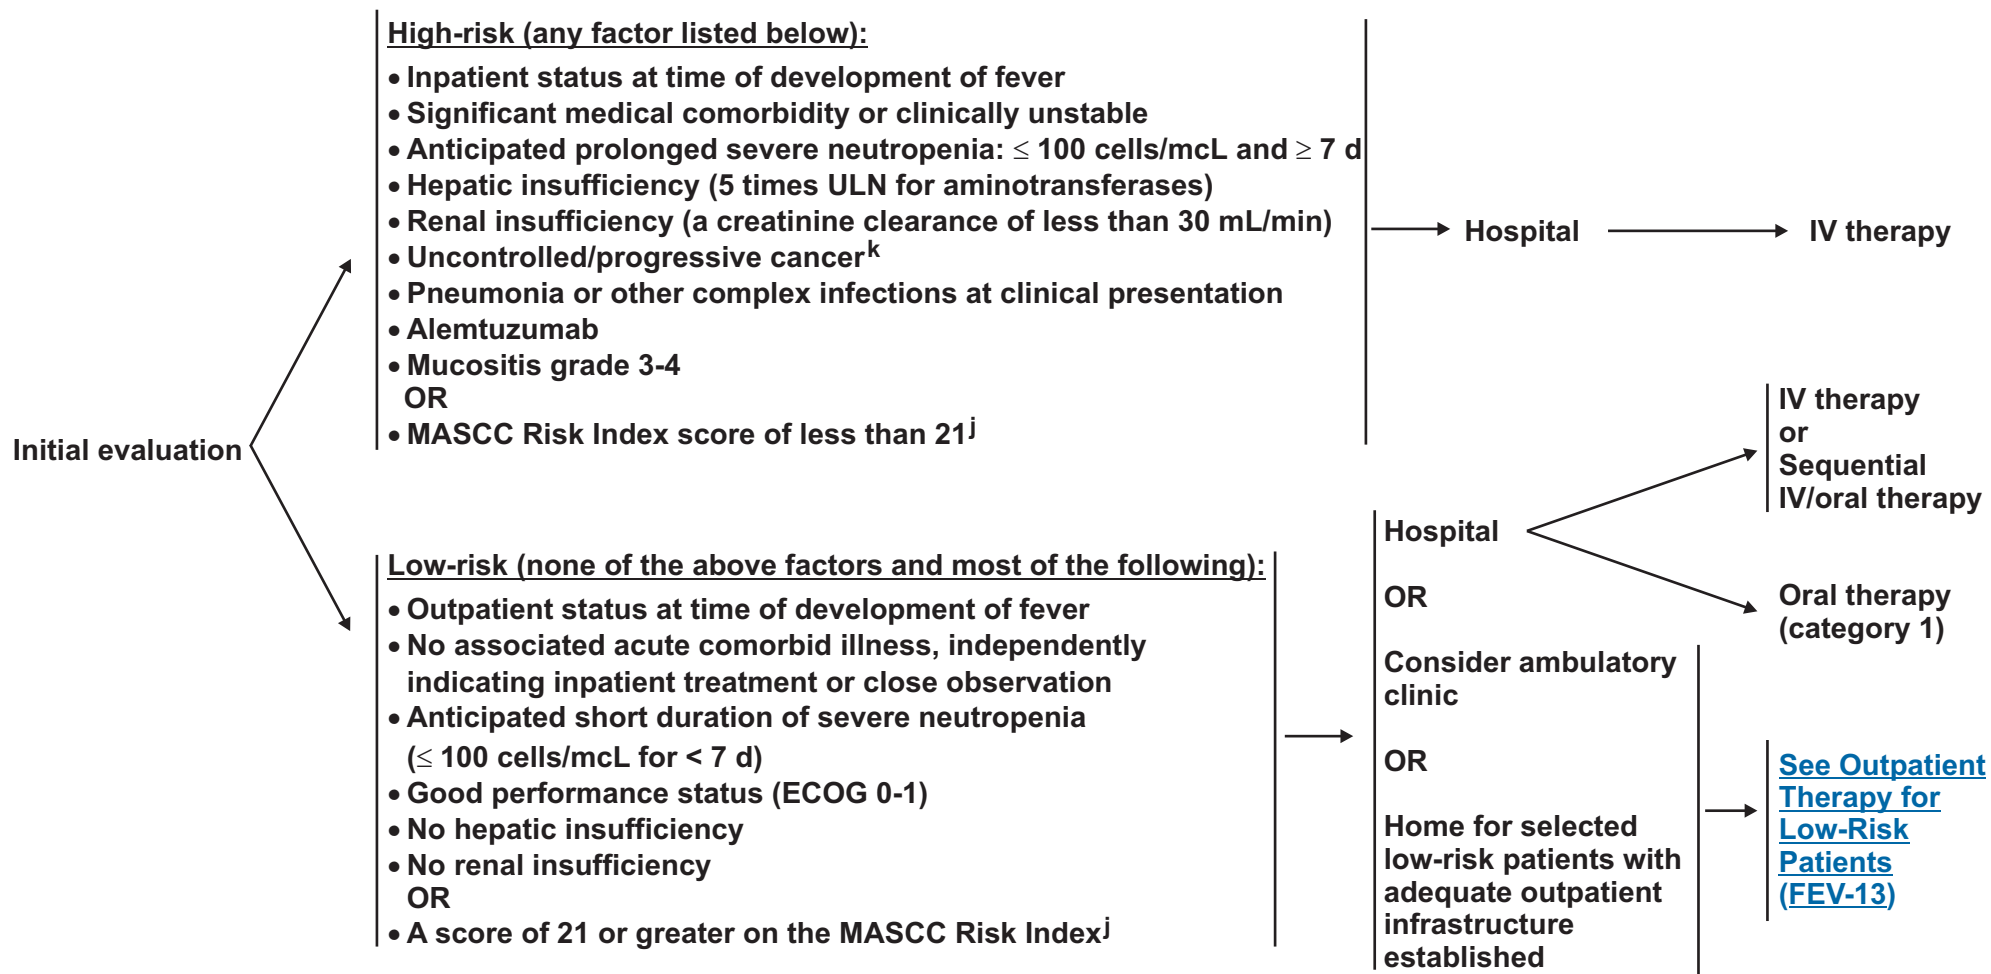 Initial evaluation
High-risk (any factor listed below):
• Inpatient status at time of development of fever
• Significant medical comorbidity or clinically unstable
• Anticipated prolonged severe neutropenia: ≤ 100 cells/mcL and ≥ 7 d
• Hepatic insufficiency (5 times ULN for aminotransferases)
• Renal insufficiency (a creatinine clearance of less than 30 mL/min)
• Uncontrolled/progressive cancerᵏ
• Pneumonia or other complex infections at clinical presentation
• Alemtuzumab
• Mucositis grade 3-4
OR
• MASCC Risk Index score of less than 21ʲ
Hospital
IV therapy
Low-risk (none of the above factors and most of the following):
• Outpatient status at time of development of fever
• No associated acute comorbid illness, independently
indicating inpatient treatment or close observation
• Anticipated short duration of severe neutropenia
(≤ 100 cells/mcL for < 7 d)
• Good performance status (ECOG 0-1)
• No hepatic insufficiency
• No renal insufficiency
OR
• A score of 21 or greater on the MASCC Risk Indexʲ
Hospital
OR
Consider ambulatory
clinic
OR
Home for selected
low-risk patients with
adequate outpatient
infrastructure
established
IV therapy
or
Sequential
IV/oral therapy
Oral therapy
(category 1)
See Outpatient
Therapy for
Low-Risk
Patients
(FEV-13)